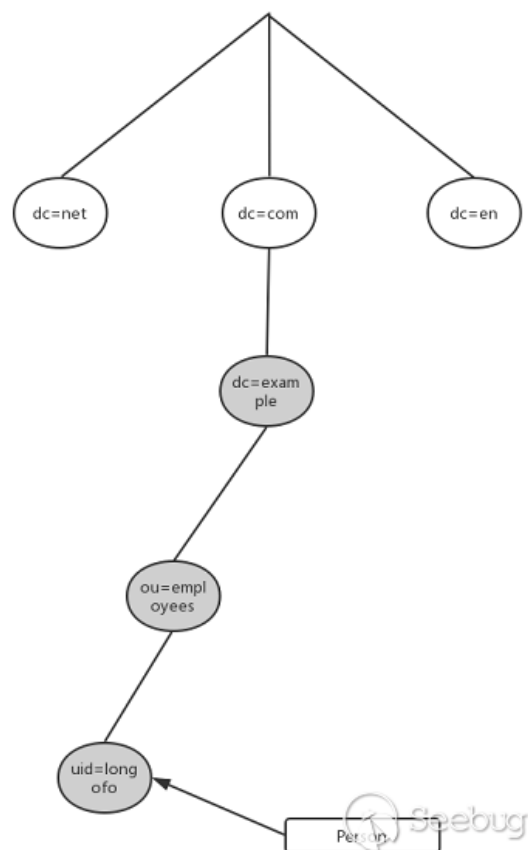 dc=net
dc=com
dc=en
dc=exam
ple
ou=empl
oyees
uid=long
ofo
Person
Seebug